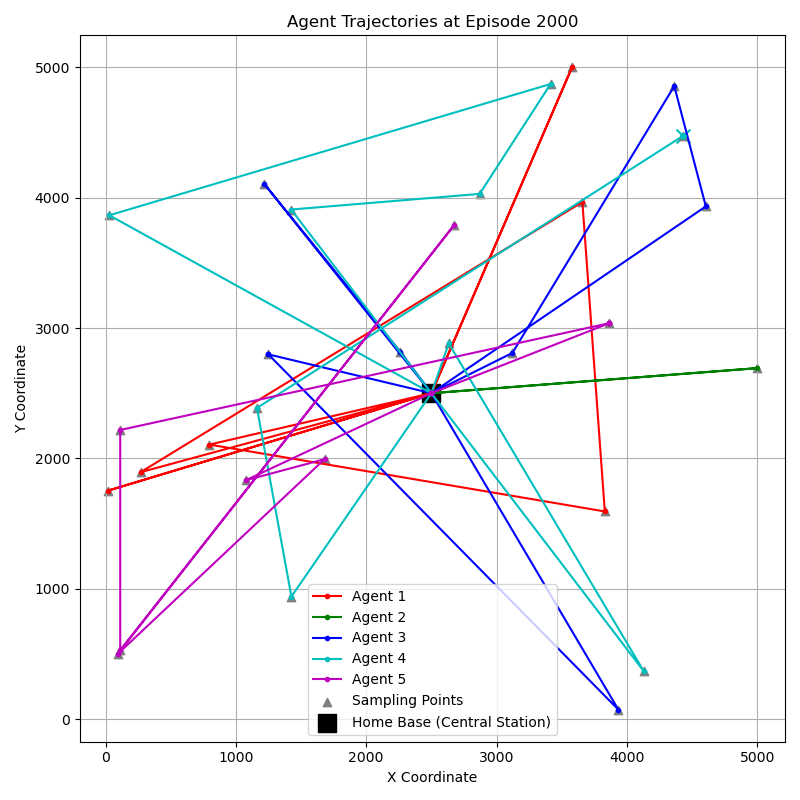 Agent Trajectories at Episode 2000
5000
4000
3000
2000
1000
0
Y Coordinate
Agent 1
Agent 2
Agent 3
Agent 4
Agent 5
Sampling Points
Home Base (Central Station)
0 1000 2000 3000 4000 5000
X Coordinate